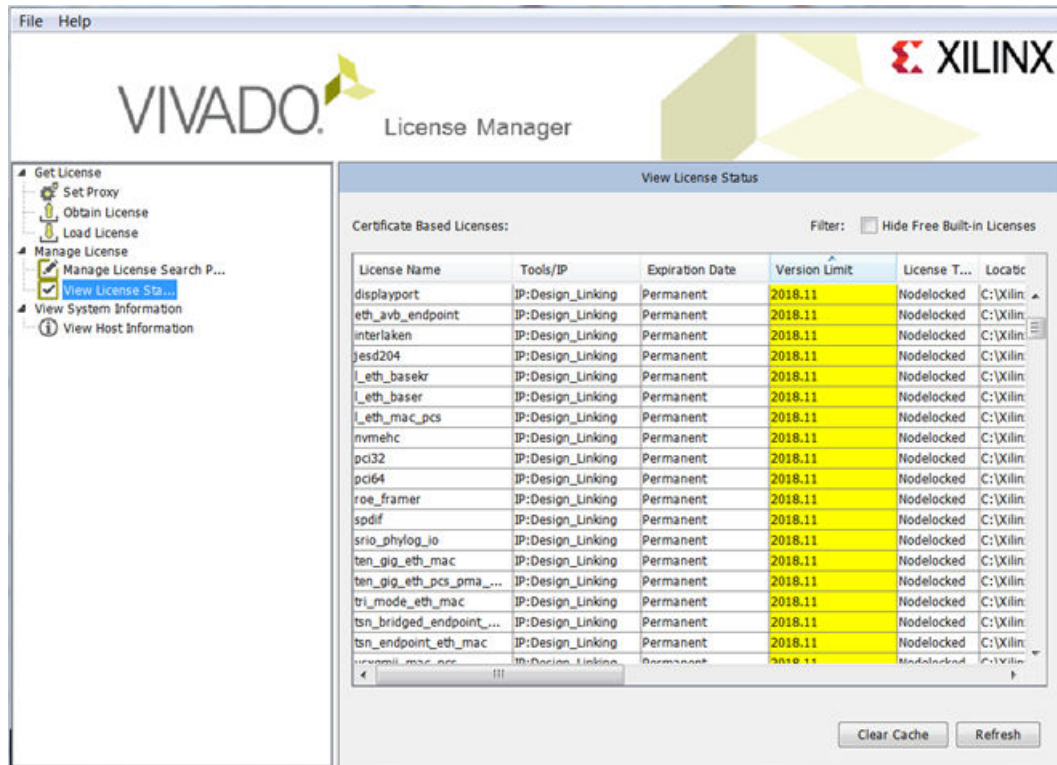 File Help
XILINX
VIVADO.
License Manager
Get License
Set Proxy
Obtain License
Load License
Manage License
Manage License Search P...
View License Sta...
View System Information
View Host Information
View License Status
Certificate Based Licenses: Filter: Hide Free Built-in Licenses
License Name Tools/IP Expiration Date Version Limit License T... Locatic
displayport IP:Design_Linking Permanent 2018.11 Nodelocked C:\Xilin
eth_avb_endpoint IP:Design_Linking Permanent 2018.11 Nodelocked C:\Xilin
interlaken IP:Design_Linking Permanent 2018.11 Nodelocked C:\Xilin
jesd204 IP:Design_Linking Permanent 2018.11 Nodelocked C:\Xilin
l_eth_basekr IP:Design_Linking Permanent 2018.11 Nodelocked C:\Xilin
l_eth_baser IP:Design_Linking Permanent 2018.11 Nodelocked C:\Xilin
l_eth_mac_pcs IP:Design_Linking Permanent 2018.11 Nodelocked C:\Xilin
nvmehc IP:Design_Linking Permanent 2018.11 Nodelocked C:\Xilin
pci32 IP:Design_Linking Permanent 2018.11 Nodelocked C:\Xilin
pci64 IP:Design_Linking Permanent 2018.11 Nodelocked C:\Xilin
roe_framer IP:Design_Linking Permanent 2018.11 Nodelocked C:\Xilin
spdif IP:Design_Linking Permanent 2018.11 Nodelocked C:\Xilin
srio_phylog_io IP:Design_Linking Permanent 2018.11 Nodelocked C:\Xilin
ten_gig_eth_mac IP:Design_Linking Permanent 2018.11 Nodelocked C:\Xilin
ten_gig_eth_pcs_pma_... IP:Design_Linking Permanent 2018.11 Nodelocked C:\Xilin
tri_mode_eth_mac IP:Design_Linking Permanent 2018.11 Nodelocked C:\Xilin
tsn_bridged_endpoint_... IP:Design_Linking Permanent 2018.11 Nodelocked C:\Xilin
tsn_endpoint_eth_mac IP:Design_Linking Permanent 2018.11 Nodelocked C:\Xilin
usxgmii_mac_pcs IP:Design_Linking Permanent 2018.11 Nodelocked C:\Xilin
Clear Cache Refresh